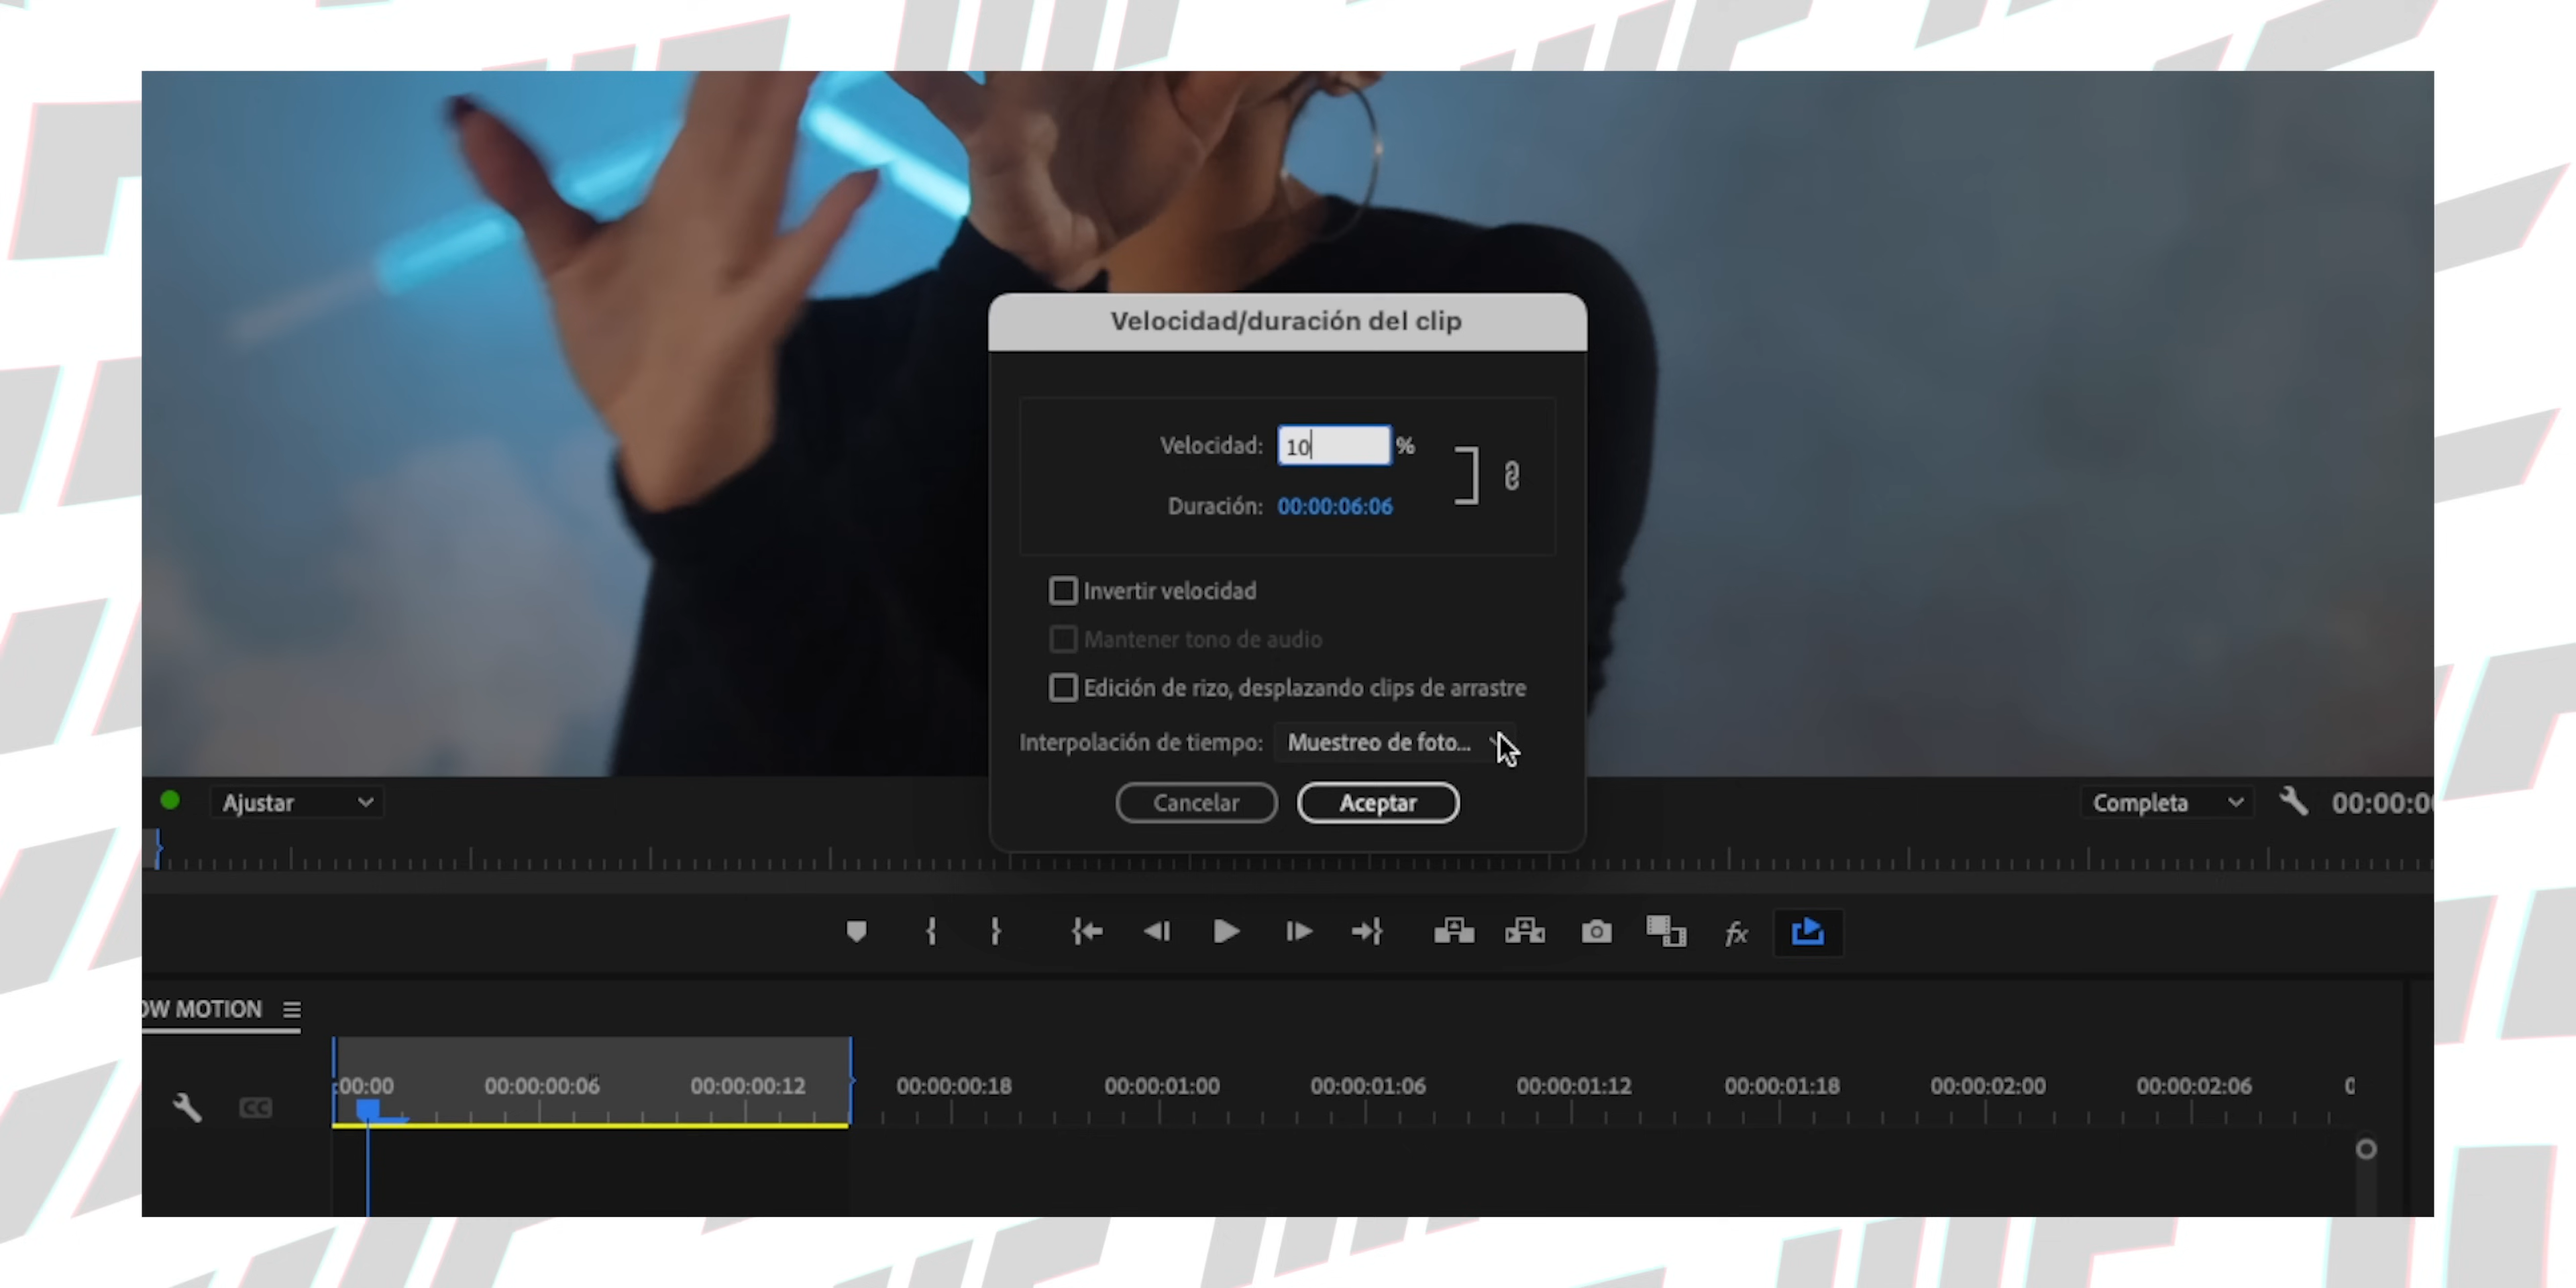 Velocidad/duración del clip
Velocidad: 10 %
Duración: 00:00:06:06
Invertir velocidad
Mantener tono de audio
Edición de rizo, desplazando clips de arrastre
Interpolación de tiempo: Muestreo de foto...
Cancelar Aceptar
Ajustar Completa 00:00:0
fx
OW MOTION
:00:00 00:00:00:06 00:00:00:12 00:00:00:18 00:00:01:00 00:00:01:06 00:00:01:12 00:00:01:18 00:00:02:00 00:00:02:06 0
CC